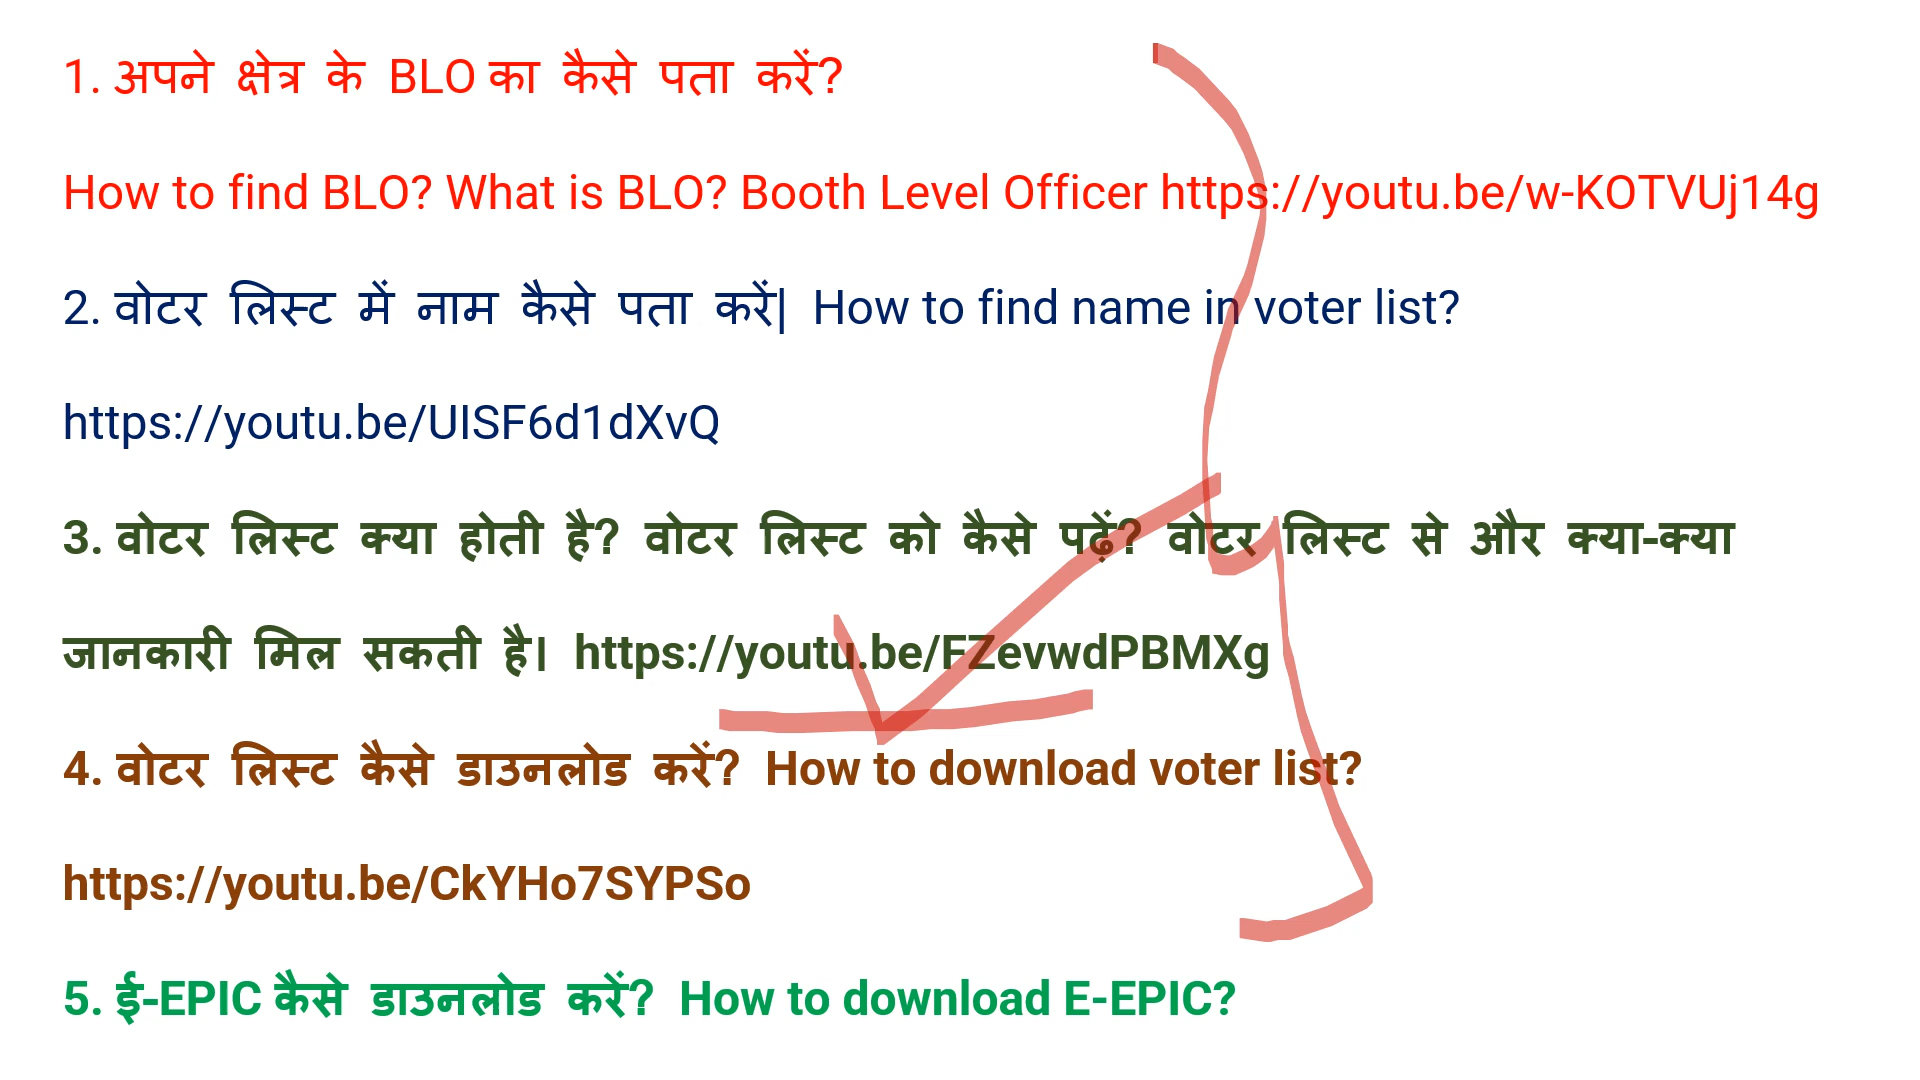 1. अपने क्षेत्र के BLO का कैसे पता करें?
How to find BLO? What is BLO? Booth Level Officer https://youtu.be/w-KOTVUj14g
2. वोटर लिस्ट में नाम कैसे पता करें| How to find name in voter list?
https://youtu.be/UISF6d1dXvQ
3. वोटर लिस्ट क्या होती है? वोटर लिस्ट को कैसे पढ़ें? वोटर लिस्ट से और क्या-क्या
जानकारी मिल सकती है। https://youtu.be/FZevwdPBMXg
4. वोटर लिस्ट कैसे डाउनलोड करें? How to download voter list?
https://youtu.be/CkYHo7SYPSo
5. ई-EPIC कैसे डाउनलोड करें? How to download E-EPIC?